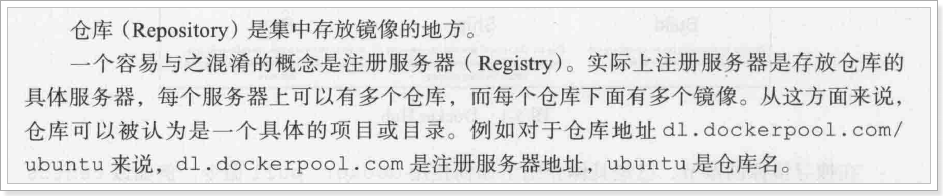 仓库（Repository）是集中存放镜像的地方。
一个容易与之混淆的概念是注册服务器（Registry）。实际上注册服务器是存放仓库的
具体服务器，每个服务器上可以有多个仓库，而每个仓库下面有多个镜像。从这方面来说，
仓库可以被认为是一个具体的项目或目录。例如对于仓库地址 dl.dockerpool.com/
ubuntu 来说，dl.dockerpool.com 是注册服务器地址，ubuntu 是仓库名。